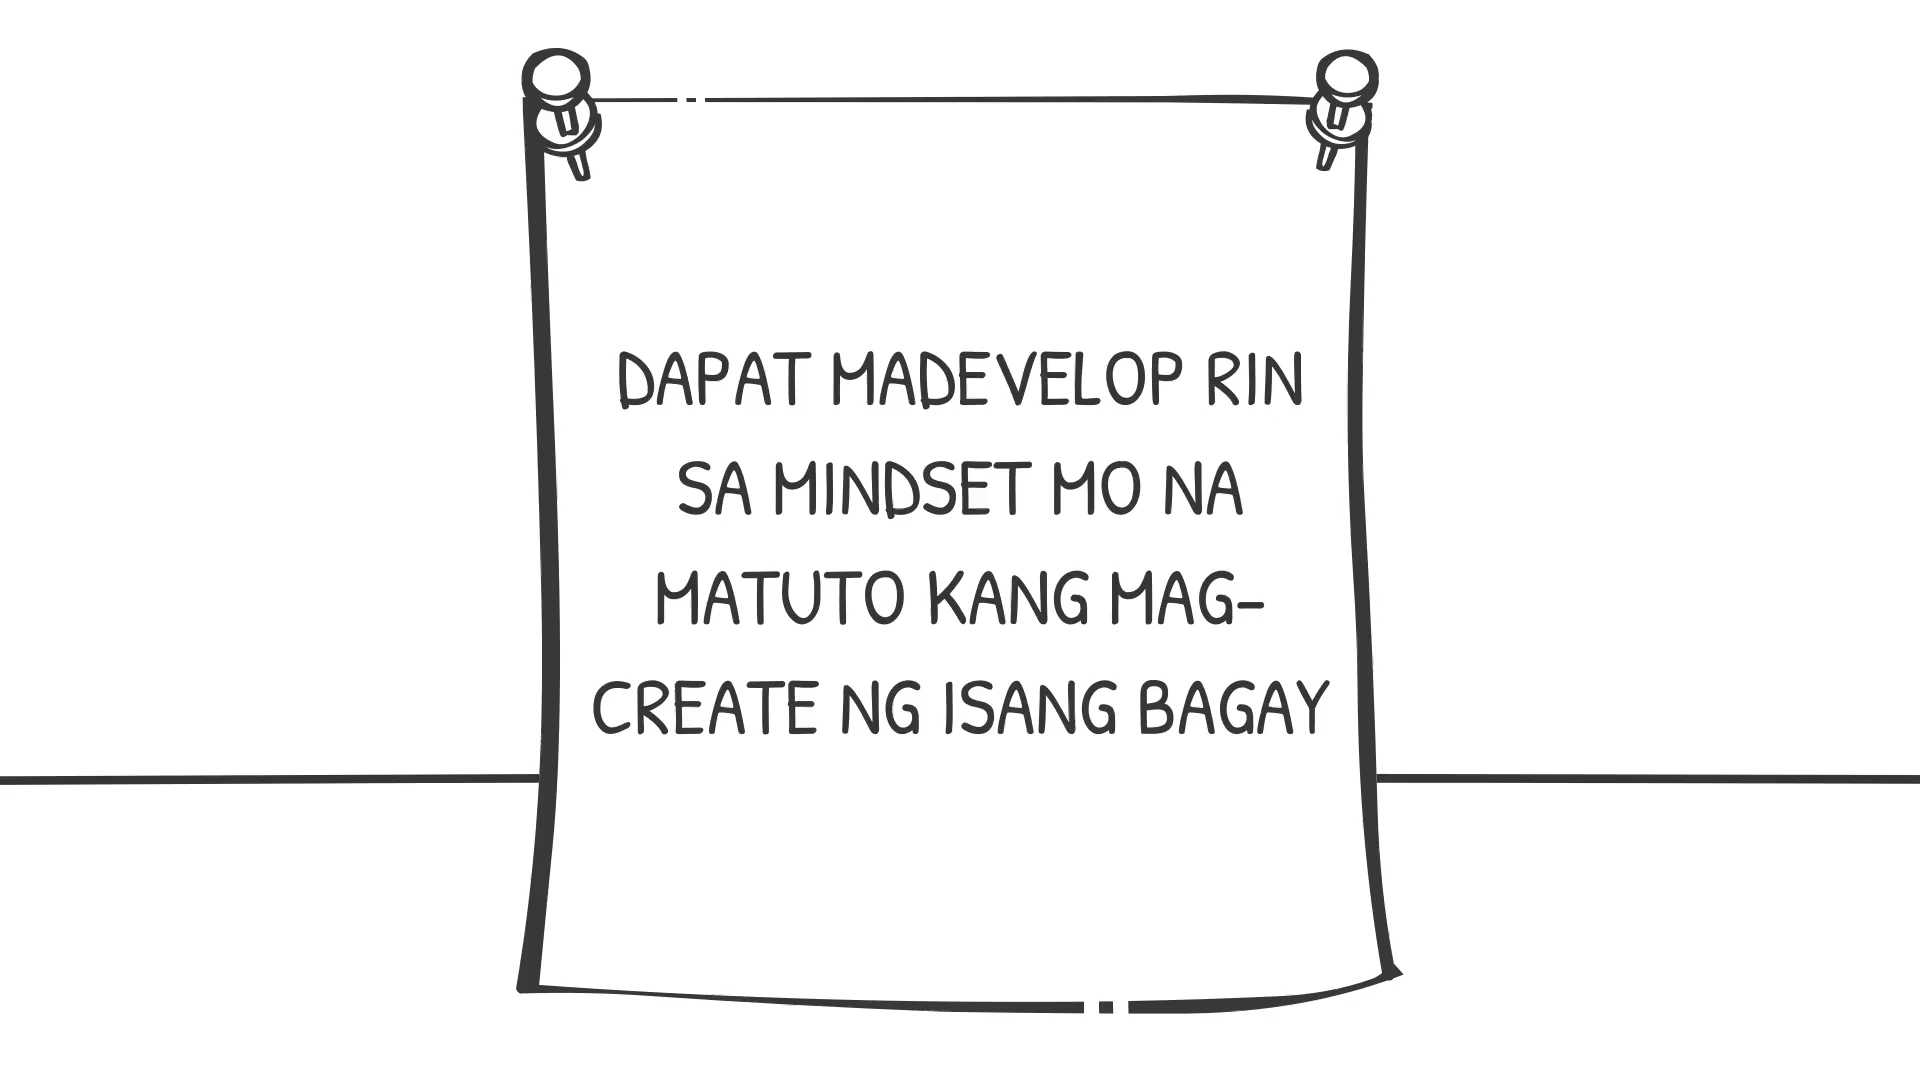 DAPAT MADEVELOP RIN
SA MINDSET MO NA
MATUTO KANG MAG-
CREATE NG ISANG BAGAY